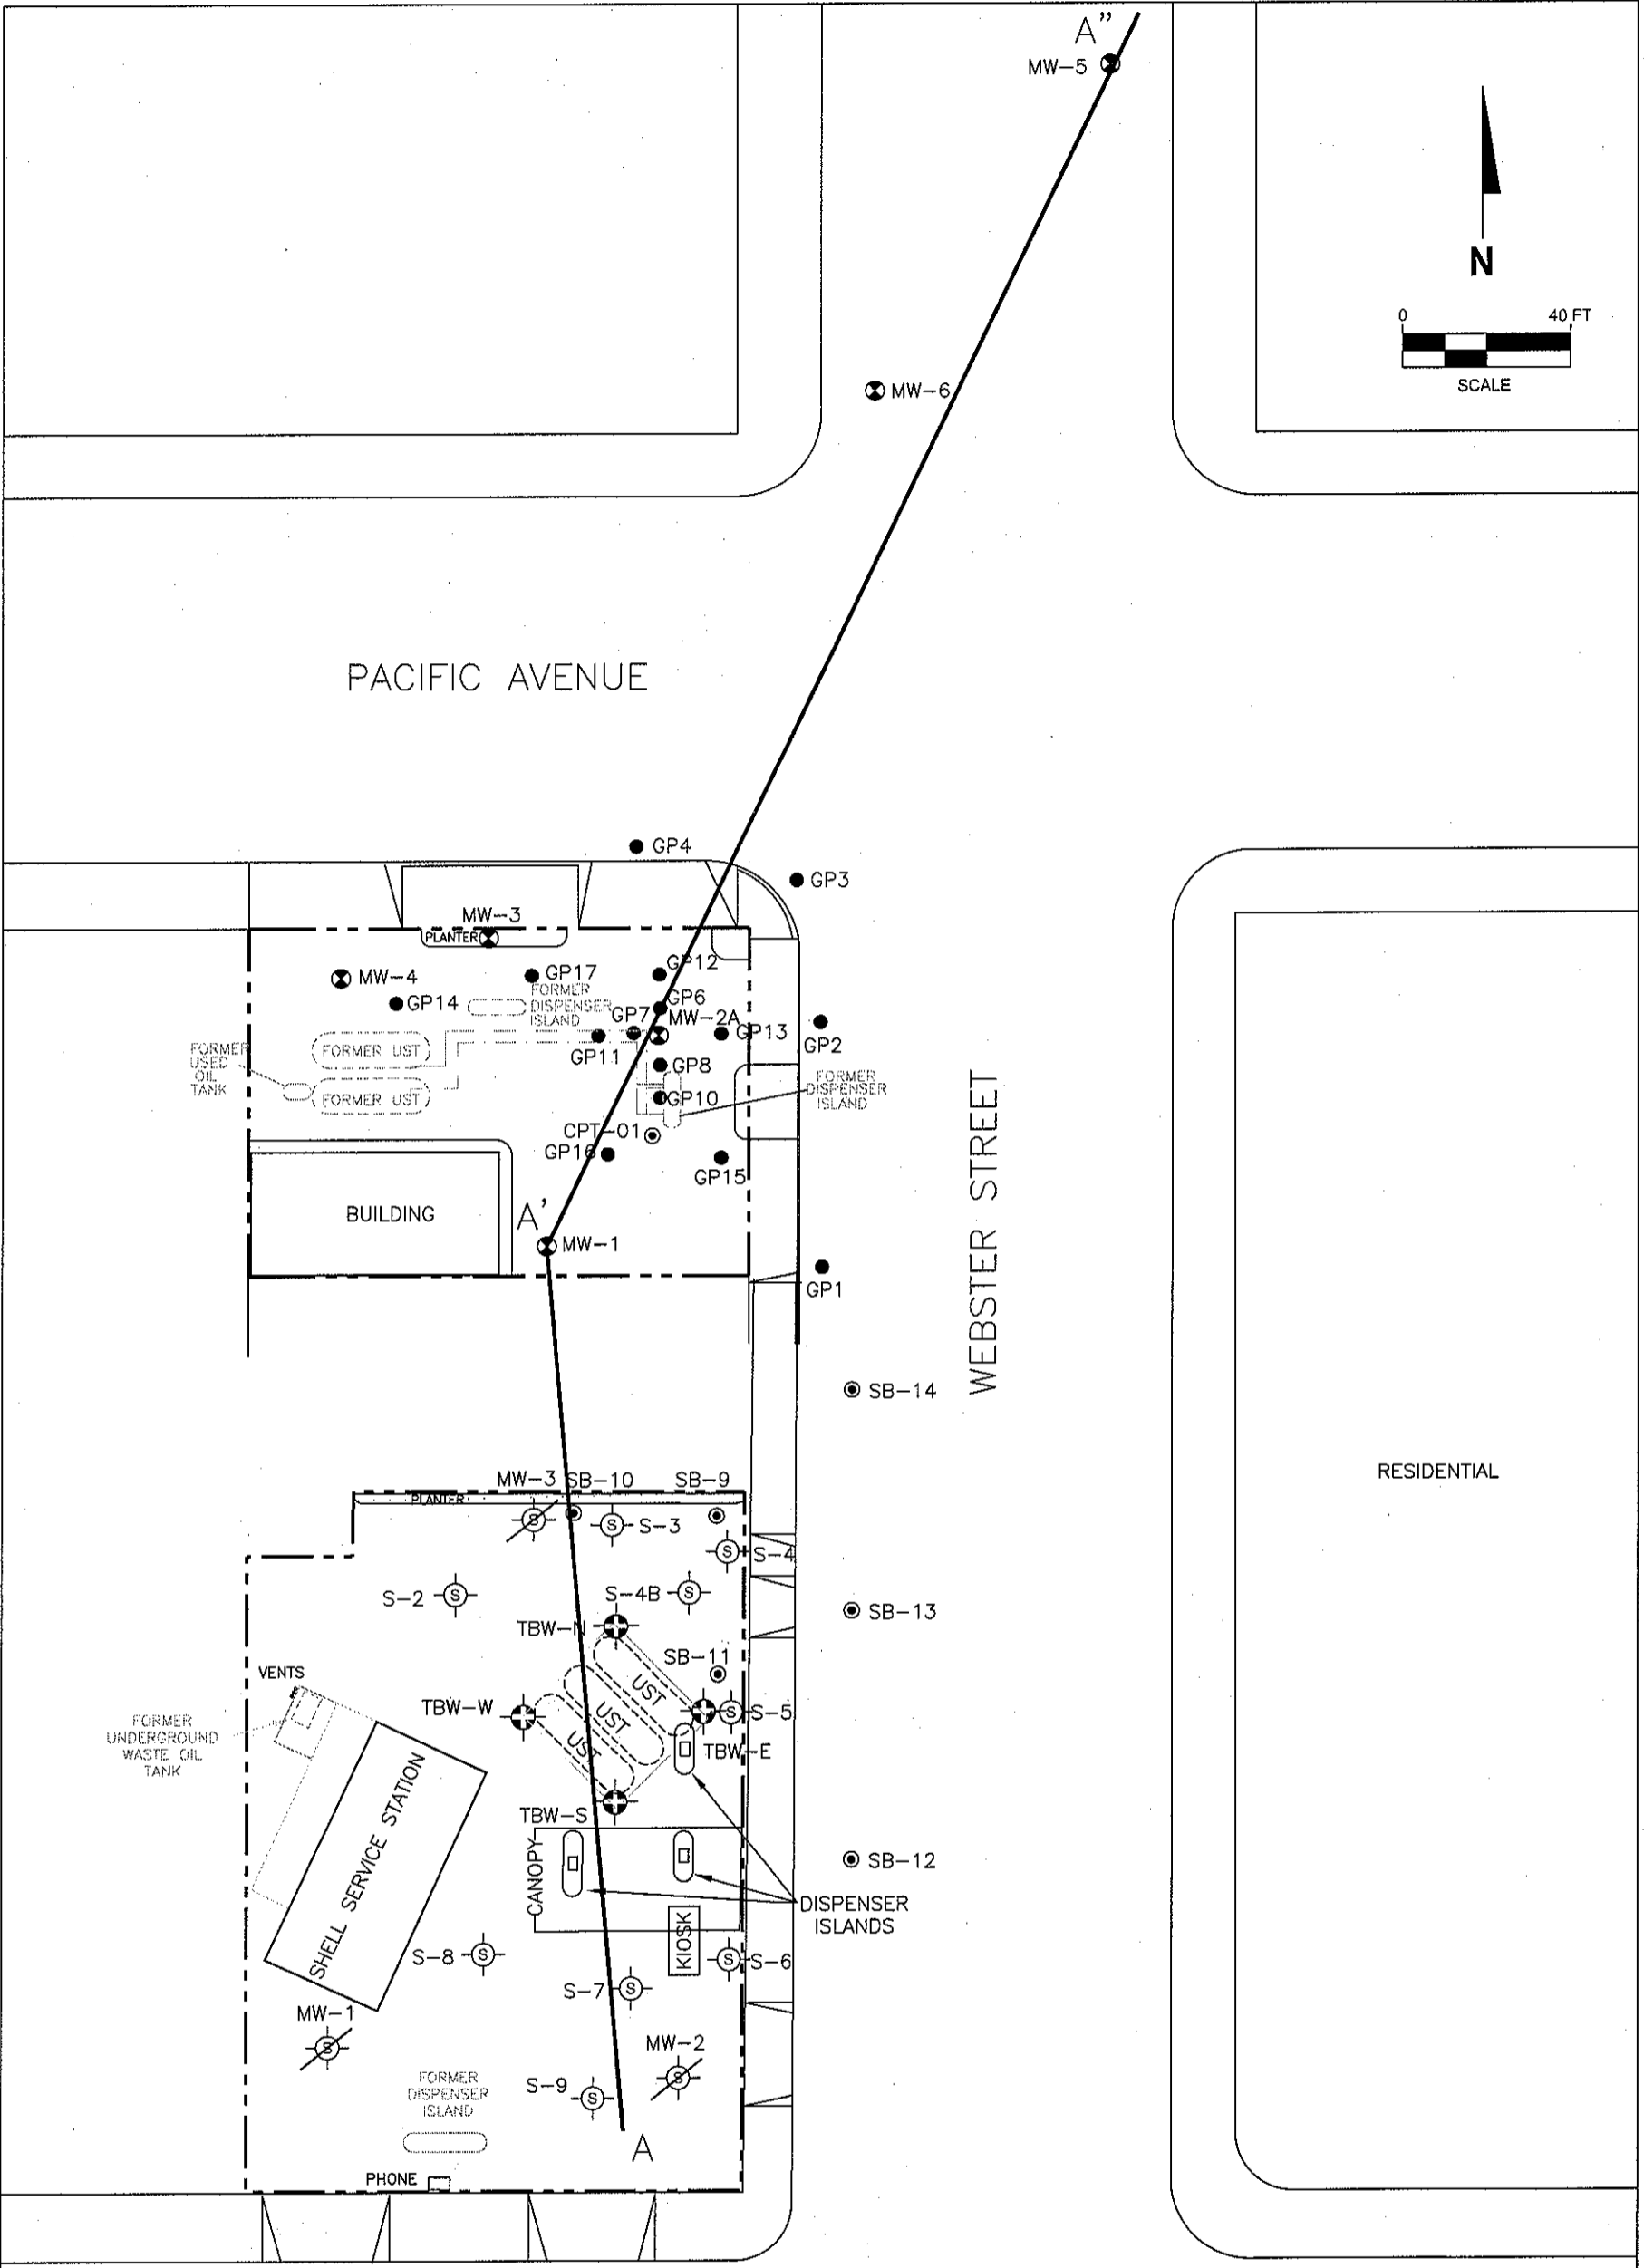 A”
MW-5
N
0 40 FT
SCALE
MW-6
PACIFIC AVENUE
GP4
GP3
MW-3
PLANTER
MW-4
GP17
GP12
GP14
FORMER
DISPENSER
ISLAND
GP6
GP7
MW-2A
GP13
GP2
GP11
FORMER UST
FORMER
USED
OIL
TANK
GP8
FORMER UST
GP10
FORMER
DISPENSER
ISLAND
CPT-01
GP16
GP15
BUILDING
A’
MW-1
GP1
WEBSTER STREET
SB-14
RESIDENTIAL
MW-3
SB-10
SB-9
PLANTER
S
S
S-3
S
S-4
S-2
S
S-4B
S
SB-13
TBW-N
SB-11
VENTS
UST
UST
UST
TBW-W
S
S-5
FORMER
UNDERGROUND
WASTE OIL
TANK
TBW-E
SHELL SERVICE STATION
TBW-S
CANOPY
SB-12
DISPENSER
ISLANDS
KIOSK
S-8
S
S
S-6
S-7
S
MW-1
S
MW-2
S
FORMER
DISPENSER
ISLAND
S-9
S
A
PHONE